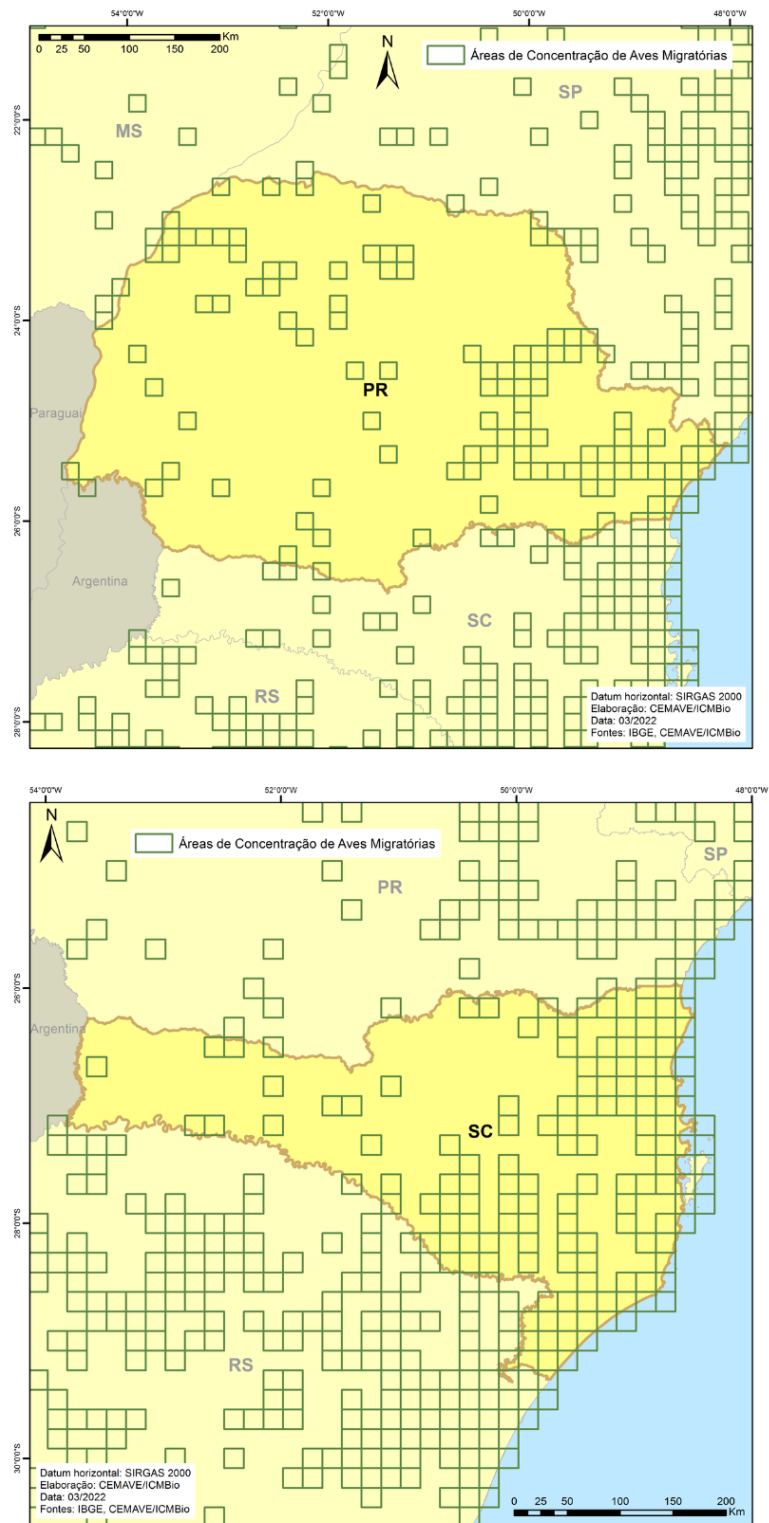 54°0'0"W
52°0'0"W
50°0'0"W
48°0'0"W
0 25 50 100 150 200 Km
N
Áreas de Concentração de Aves Migratórias
SP
22°0'0"S
MS
24°0'0"S
PR
Paraguai
26°0'0"S
Argentina
SC
RS
28°0'0"S
Datum horizontal: SIRGAS 2000
Elaboração: CEMAVE/ICMBio
Data: 03/2022
Fontes: IBGE, CEMAVE/ICMBio
54°0'0"W
52°0'0"W
50°0'0"W
48°0'0"W
N
Áreas de Concentração de Aves Migratórias
SP
PR
26°0'0"S
Argentina
SC
28°0'0"S
RS
30°0'0"S
Datum horizontal: SIRGAS 2000
Elaboração: CEMAVE/ICMBio
Data: 03/2022
Fontes: IBGE, CEMAVE/ICMBio
0 25 50 100 150 200 Km